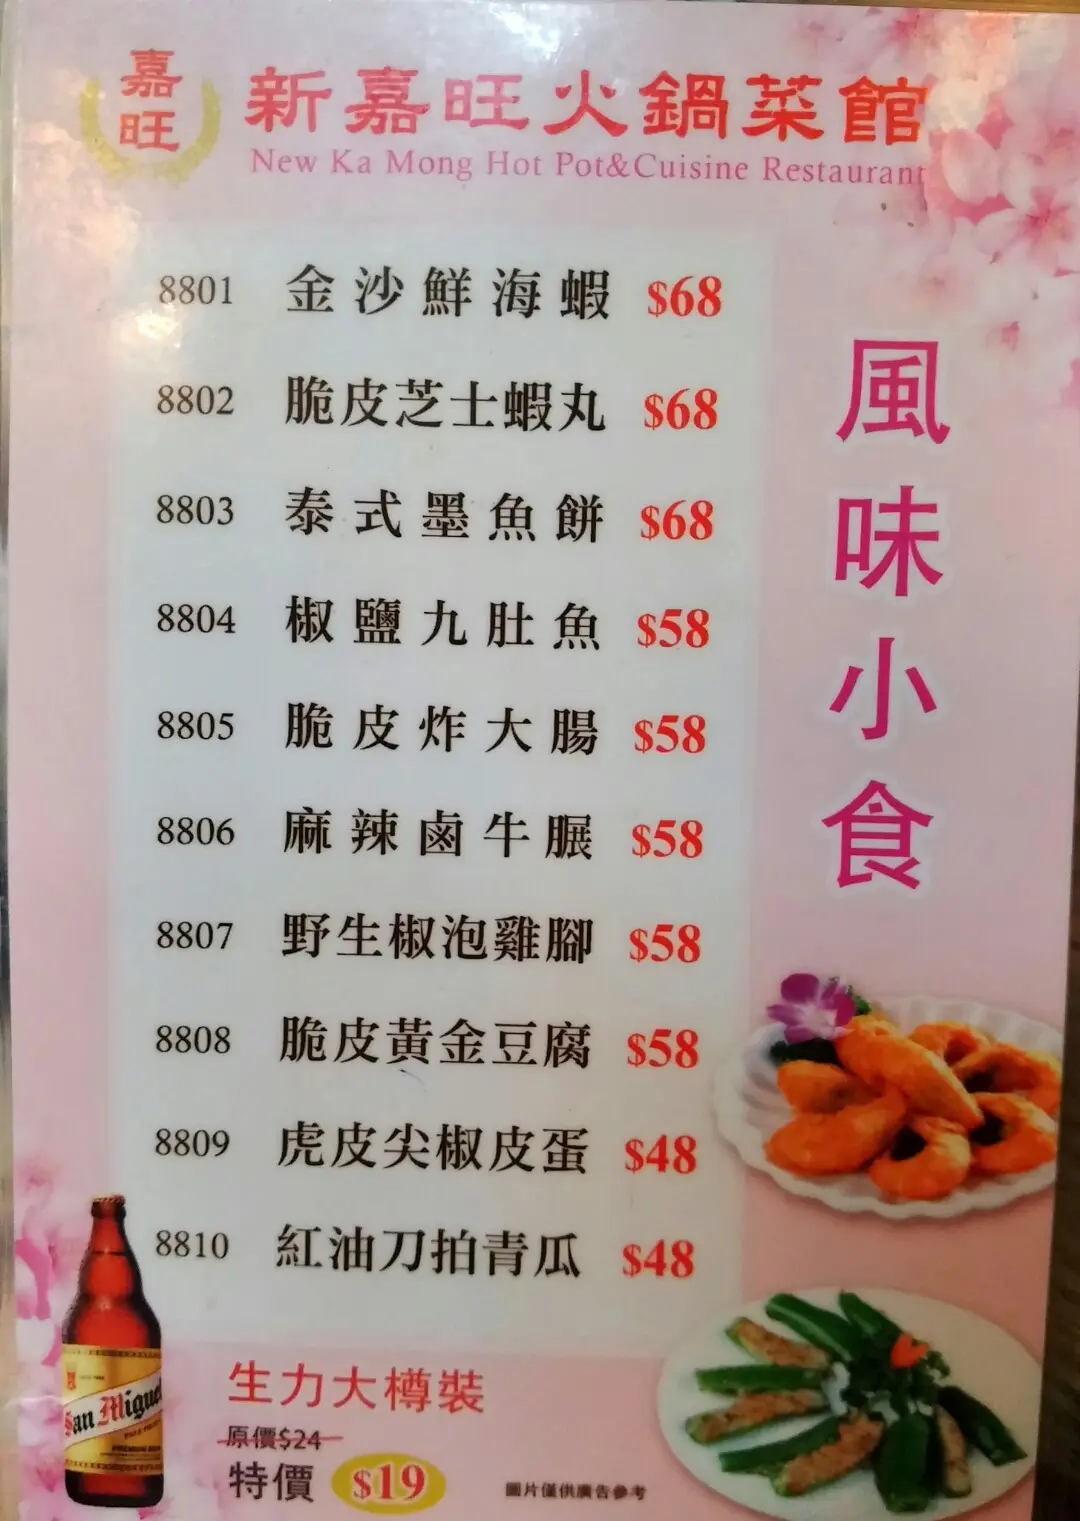 嘉旺
新嘉旺火鍋菜館
New Ka Mong Hot Pot&Cuisine Restaurant
風味小食
8801 金沙鮮海蝦 $68
8802 脆皮芝士蝦丸 $68
8803 泰式墨魚餅 $68
8804 椒鹽九肚魚 $58
8805 脆皮炸大腸 $58
8806 麻辣鹵牛𦟌 $58
8807 野生椒泡雞腳 $58
8808 脆皮黃金豆腐 $58
8809 虎皮尖椒皮蛋 $48
8810 紅油刀拍青瓜 $48
生力大樽裝
原價$24
特價 $19
圖片僅供廣告參考
San Miguel